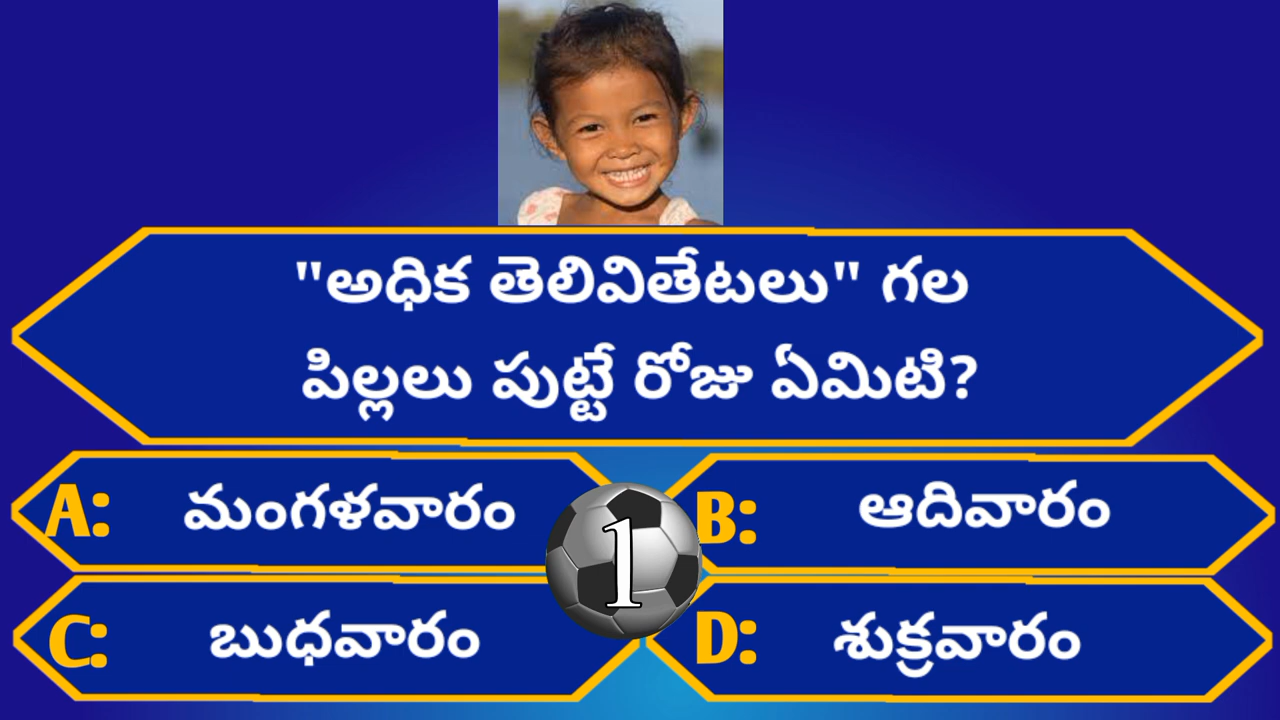 "అధిక తెలివితేటలు" గల
పిల్లలు పుట్టే రోజు ఏమిటి?
A: మంగళవారం
B: ఆదివారం
1
C: బుధవారం
D: శుక్రవారం